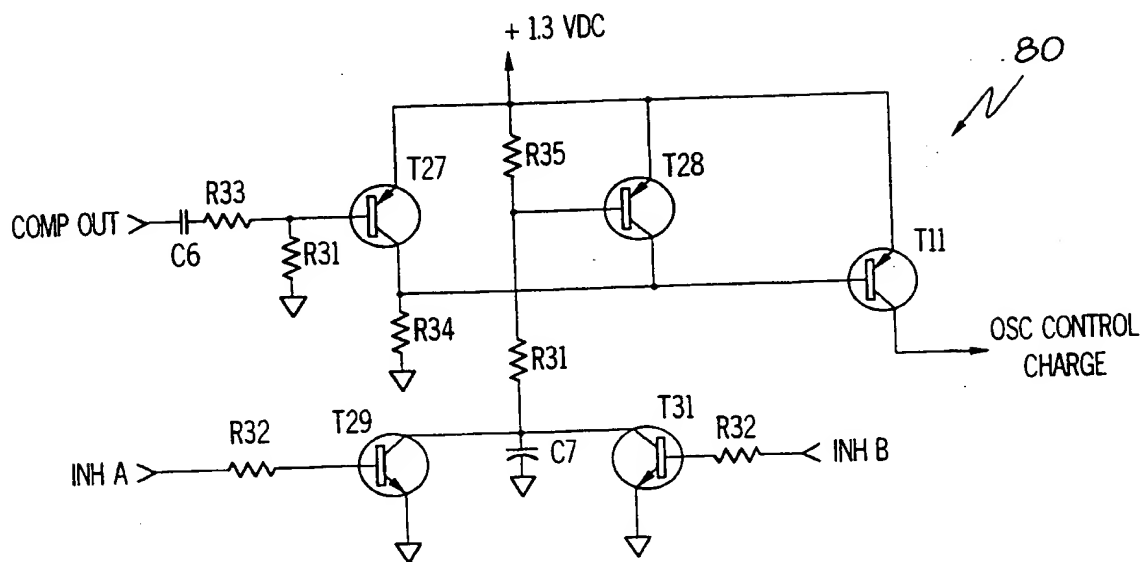 + 1.3 VDC
80
R35
T27
T28
R33
COMP OUT
C6
R31
T11
R34
OSC CONTROL
CHARGE
R31
T29
T31
R32
R32
C7
INH A
INH B